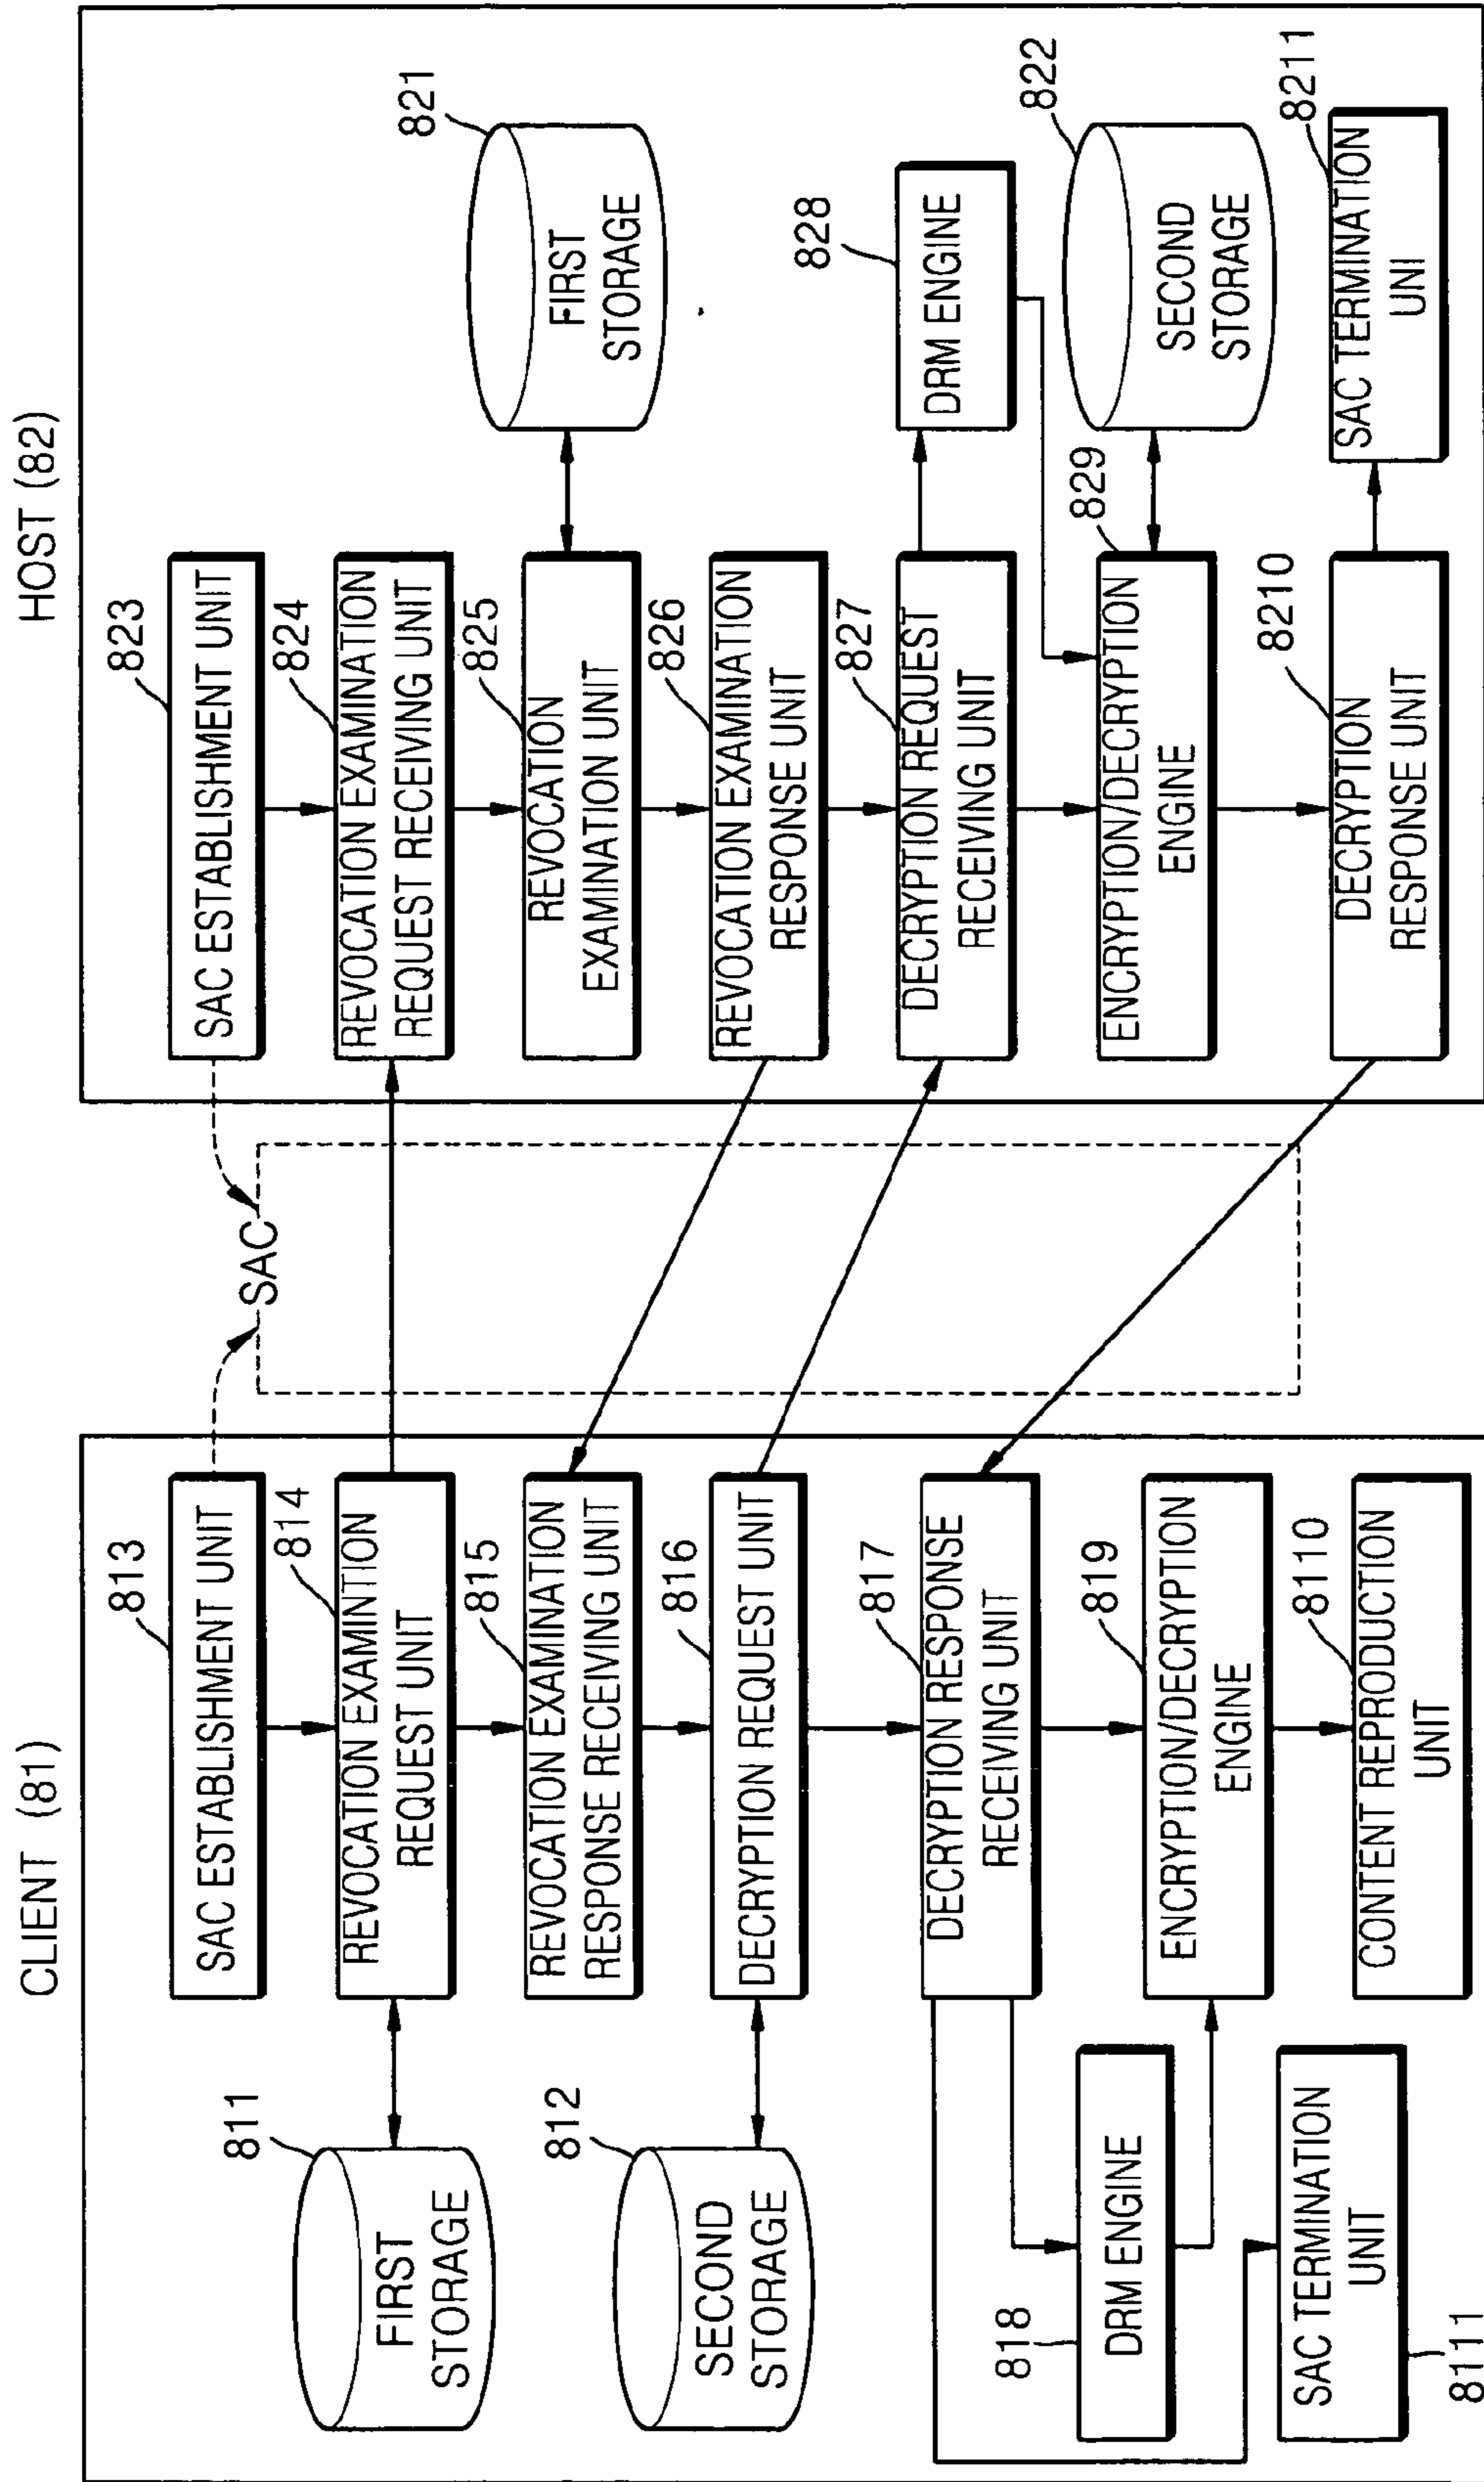 CLIENT (81)
813
SAC ESTABLISHMENT UNIT
811
FIRST
STORAGE
814
REVOCATION EXAMINTION
REQUEST UNIT
815
REVOCATION EXAMINATION
RESPONSE RECEIVING UNIT
812
SECOND
STORAGE
816
DECRYPTION REQUEST UNIT
817
DECRYPTION RESPONSE
RECEIVING UNIT
818
DRM ENGINE
819
ENCRYPTION/DECRYPTION
ENGINE
SAC TERMINATION
UNIT
8111
8110
CONTENT REPRODUCTION
UNIT
SAC
HOST (82)
823
SAC ESTABLISHMENT UNIT
824
REVOCATION EXAMINATION
REQUEST RECEIVING UNIT
821
FIRST
STORAGE
825
REVOCATION
EXAMINATION UNIT
826
REVOCATION EXAMINATION
RESPONSE UNIT
827
DECRYPTION REQUEST
RECEIVING UNIT
828
DRM ENGINE
829
ENCRYPTION/DECRYPTION
ENGINE
822
SECOND
STORAGE
8210
DECRYPTION
RESPONSE UNIT
8211
SAC TERMINATION
UNI